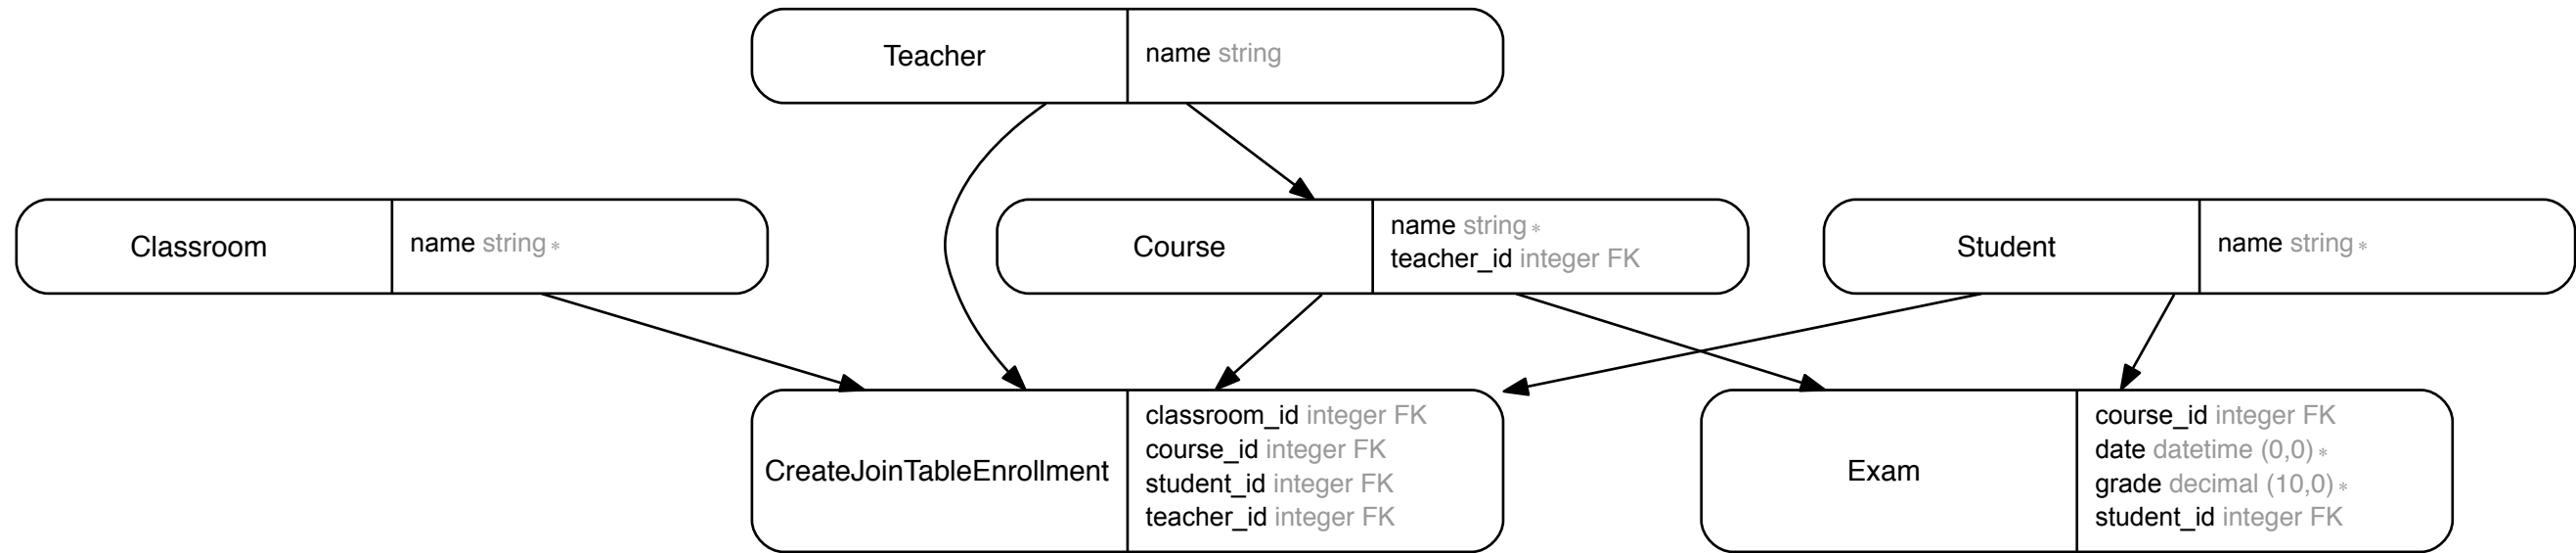 Teacher
name string
Classroom
name string *
Course
name string *
teacher_id integer FK
Student
name string *
CreateJoinTableEnrollment
classroom_id integer FK
course_id integer FK
student_id integer FK
teacher_id integer FK
Exam
course_id integer FK
date datetime (0,0) *
grade decimal (10,0) *
student_id integer FK